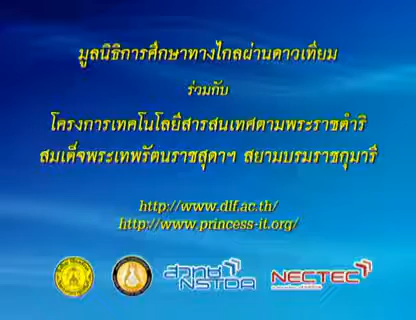 มูลนิธิการศึกษาทางไกลผ่านดาวเทียม
ร่วมกับ
โครงการเทคโนโลยีสารสนเทศตามพระราชดำริ
สมเด็จพระเทพรัตนราชสุดาฯ สยามบรมราชกุมารี
http://www.dlf.ac.th/
http://www.princess-it.org/
สวทช
NSTDA
NECTEC